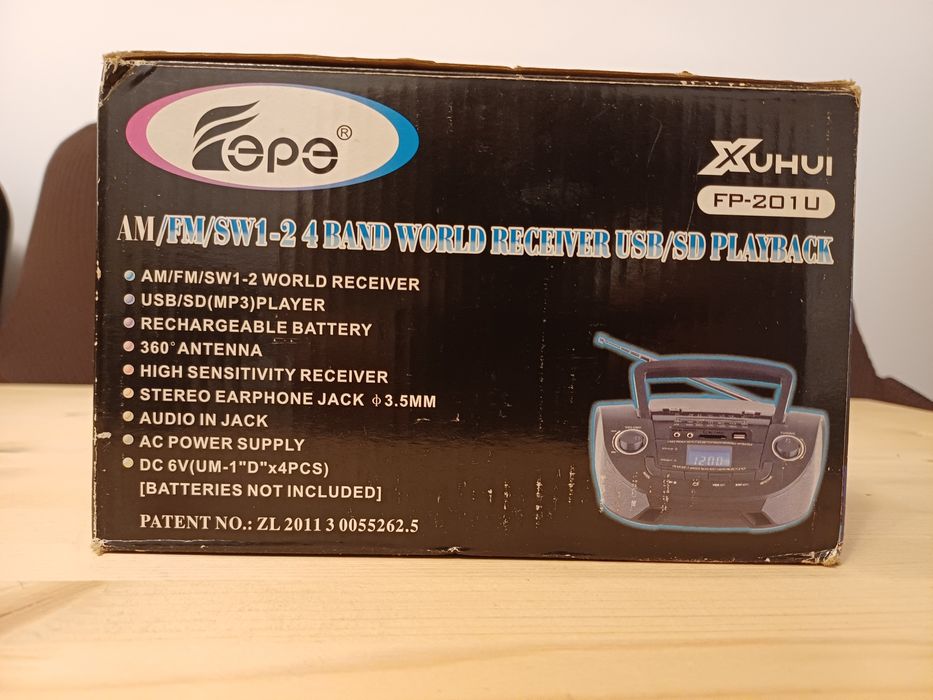 Fepe®
XUHUI
FP-201U
AM/FM/SW1-2 4 BAND WORLD RECEIVER USB/SD PLAYBACK
AM/FM/SW1-2 WORLD RECEIVER
USB/SD(MP3)PLAYER
RECHARGEABLE BATTERY
360°ANTENNA
HIGH SENSITIVITY RECEIVER
STEREO EARPHONE JACK ϕ3.5MM
AUDIO IN JACK
AC POWER SUPPLY
DC 6V(UM-1"D"x4PCS)
[BATTERIES NOT INCLUDED]
PATENT NO.: ZL 2011 3 0055262.5
1200